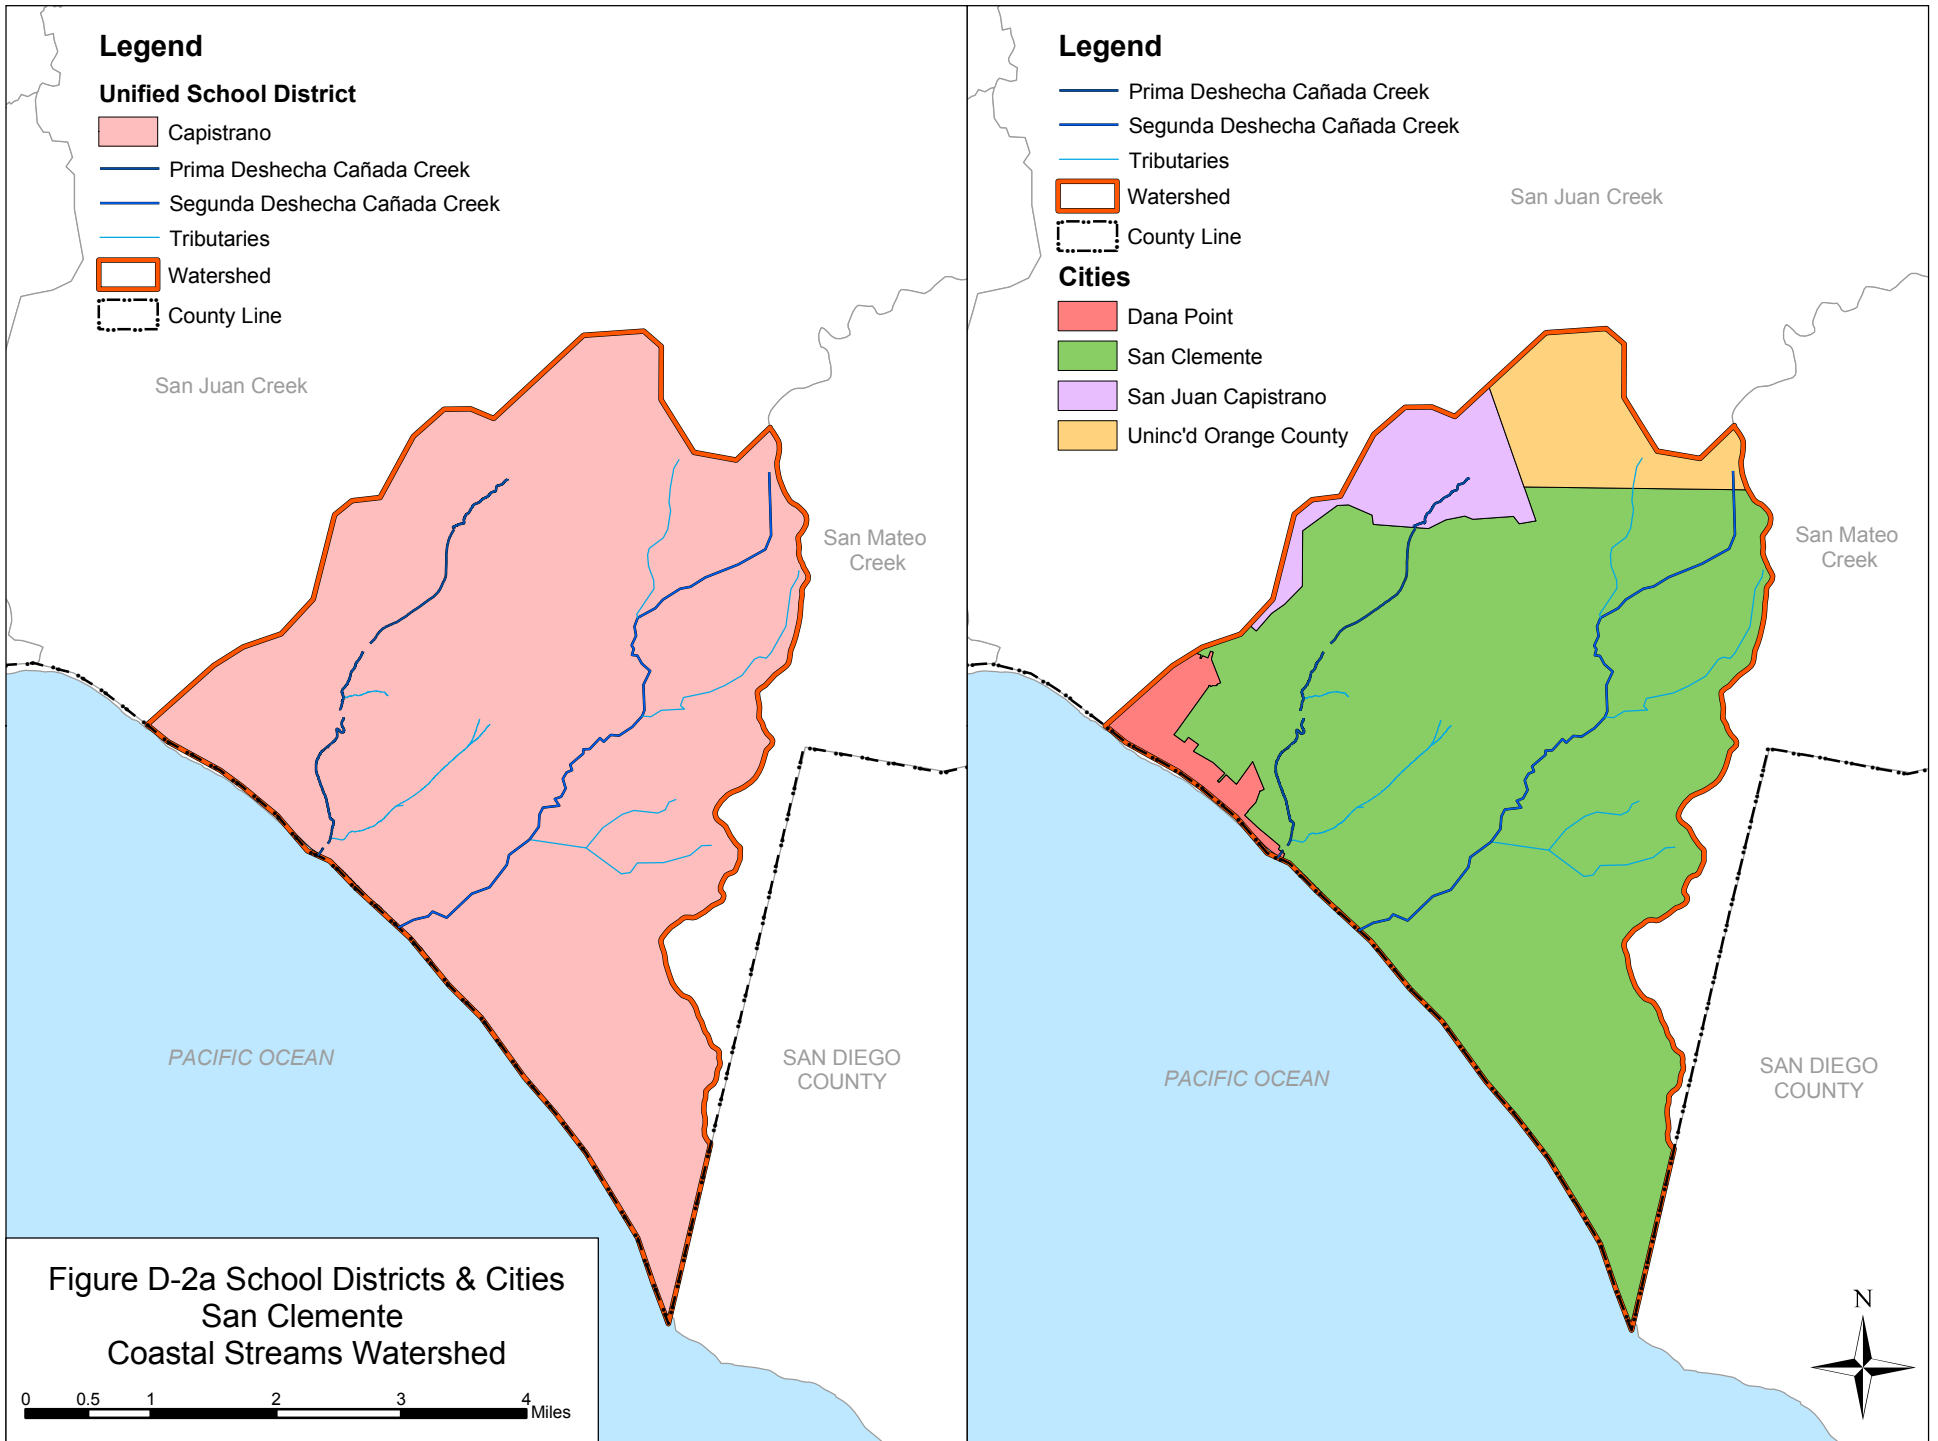 Legend
Unified School District
Capistrano
Prima Deshecha Cañada Creek
Segunda Deshecha Cañada Creek
Tributaries
Watershed
County Line
San Juan Creek
San Mateo
Creek
PACIFIC OCEAN
SAN DIEGO
COUNTY
Figure D-2a School Districts & Cities
San Clemente
Coastal Streams Watershed
0 0.5 1 2 3 4
Miles
Legend
Prima Deshecha Cañada Creek
Segunda Deshecha Cañada Creek
Tributaries
Watershed
County Line
Cities
Dana Point
San Clemente
San Juan Capistrano
Uninc'd Orange County
San Juan Creek
San Mateo
Creek
PACIFIC OCEAN
SAN DIEGO
COUNTY
N